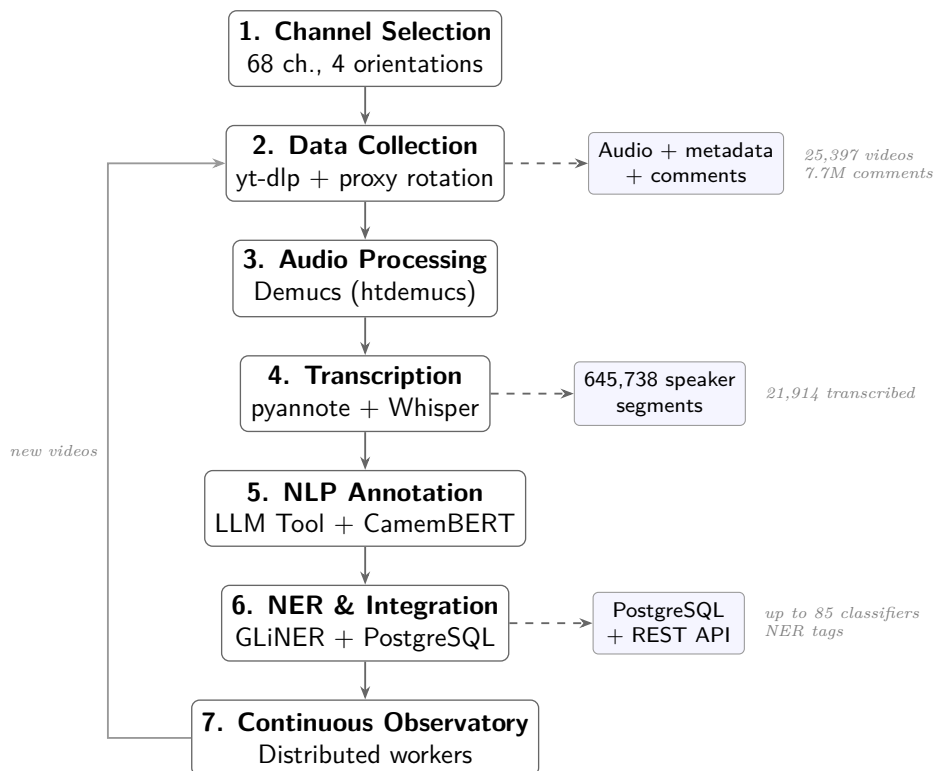 1. Channel Selection
68 ch., 4 orientations
2. Data Collection
yt-dlp + proxy rotation
Audio + metadata
+ comments
25,397 videos
7.7M comments
3. Audio Processing
Demucs (htdemucs)
4. Transcription
pyannote + Whisper
645,738 speaker
segments
21,914 transcribed
new videos
5. NLP Annotation
LLM Tool + CamemBERT
6. NER & Integration
GLiNER + PostgreSQL
PostgreSQL
+ REST API
up to 85 classifiers
NER tags
7. Continuous Observatory
Distributed workers